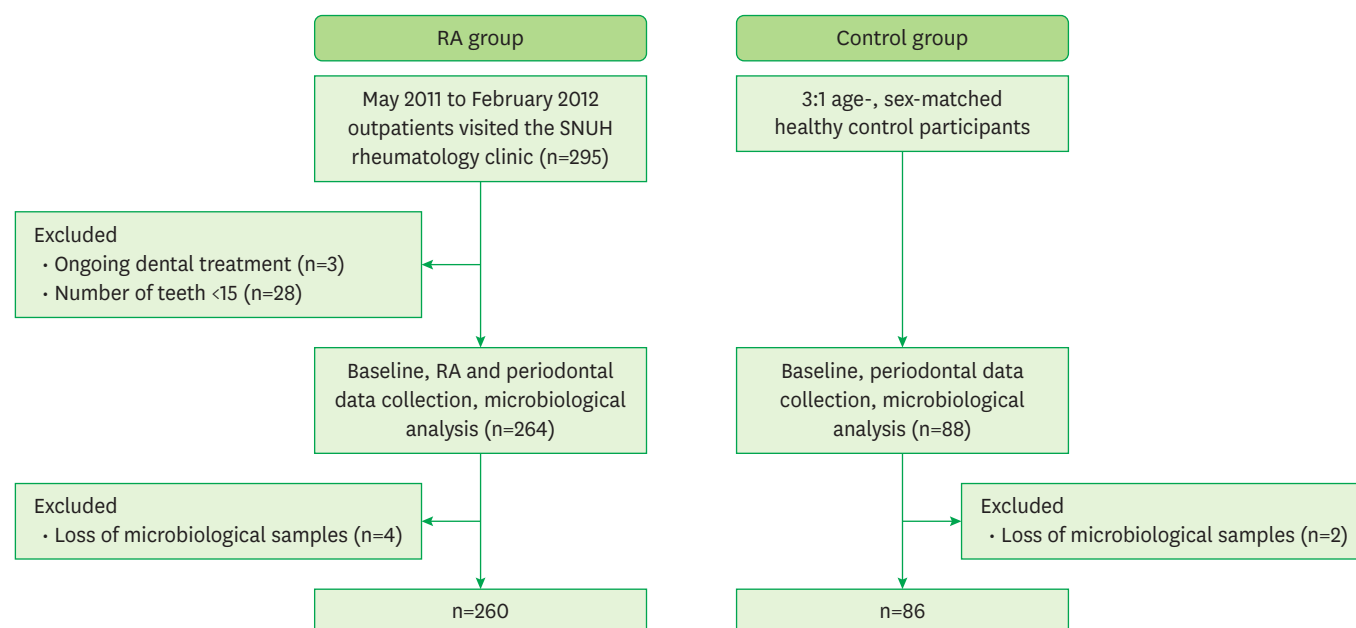 RA group
May 2011 to February 2012
outpatients visited the SNUH
rheumatology clinic (n=295)
Excluded
· Ongoing dental treatment (n=3)
· Number of teeth <15 (n=28)
Baseline, RA and periodontal
data collection, microbiological
analysis (n=264)
Excluded
· Loss of microbiological samples (n=4)
n=260
Control group
3:1 age-, sex-matched
healthy control participants
Baseline, periodontal data
collection, microbiological
analysis (n=88)
Excluded
· Loss of microbiological samples (n=2)
n=86